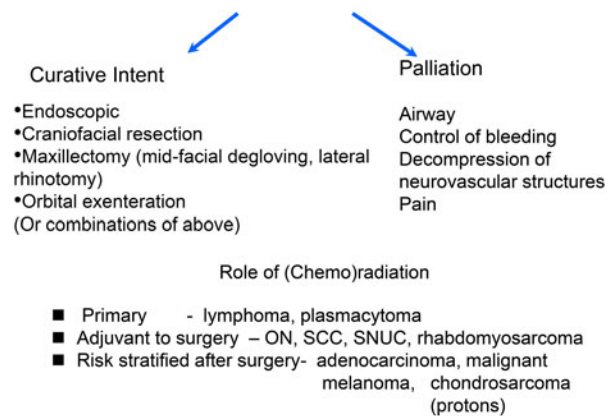 Curative Intent
•Endoscopic
•Craniofacial resection
•Maxillectomy (mid-facial degloving, lateral
rhinotomy)
•Orbital exenteration
(Or combinations of above)
Palliation
Airway
Control of bleeding
Decompression of
neurovascular structures
Pain
Role of (Chemo)radiation
■ Primary - lymphoma, plasmacytoma
■ Adjuvant to surgery – ON, SCC, SNUC, rhabdomyosarcoma
■ Risk stratified after surgery- adenocarcinoma, malignant
melanoma, chondrosarcoma
(protons)